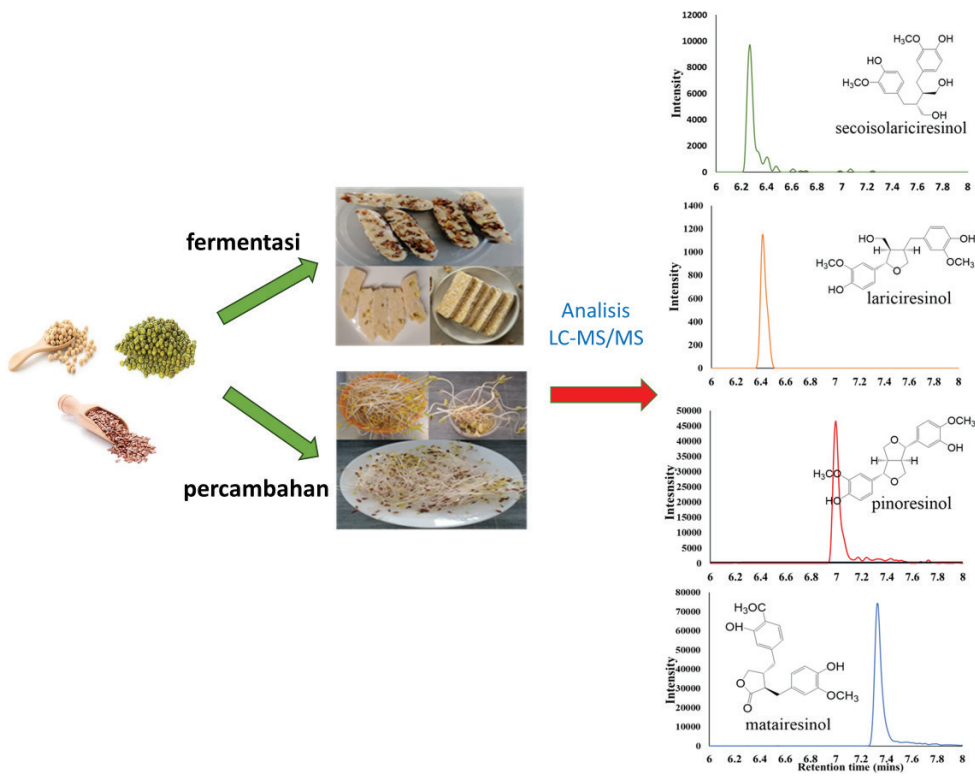 fermentasi
percambahan
Analisis
LC-MS/MS
12000
10000
8000
6000
4000
2000
0
Intensity
6 6.2 6.4 6.6 6.8 7 7.2 7.4 7.6 7.8 8
H₃CO
OH
OH
H₃CO
OH
OH
secoisolariciresinol
1400
1200
1000
800
600
400
200
0
Intensity
6 6.2 6.4 6.6 6.8 7 7.2 7.4 7.6 7.8 8
HO
H
H
OH
OCH₃
H₃CO
O
HO
lariciresinol
50000
45000
40000
35000
30000
25000
20000
15000
10000
5000
0
Intesnsity
6 6.2 6.4 6.6 6.8 7 7.2 7.4 7.6 7.8 8
OCH₃
OH
O
H
H
H₃CO
O
HO
pinoresinol
80000
70000
60000
50000
40000
30000
20000
10000
0
Intensity
6 6.2 6.4 6.6 6.8 7 7.2 7.4 7.6 7.8 8
Retention time (mins)
H₃CO
OH
OH
OCH₃
O
O
matairesinol